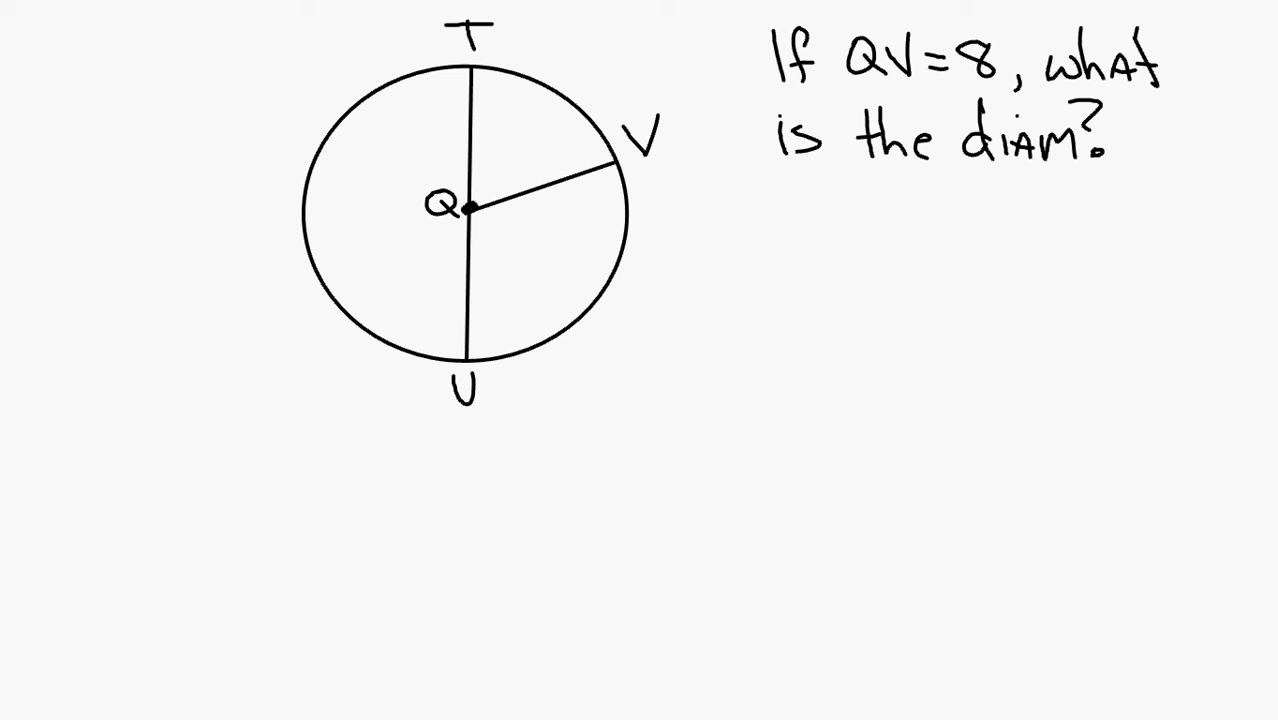 T
If QV=8, what
is the diam?
V
Q
U